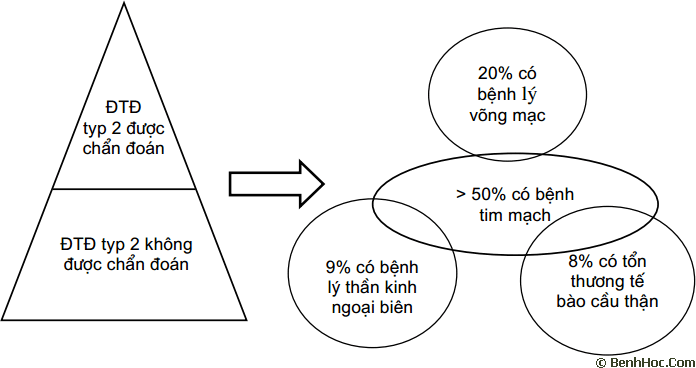 ĐTĐ
typ 2 được
chẩn đoán
ĐTĐ typ 2 không
được chẩn đoán
20% có
bệnh lý
võng mạc
> 50% có bệnh
tim mạch
9% có bệnh
lý thần kinh
ngoại biên
8% có tổn
thương tế
bào cầu thận
© BenhHoc.Com